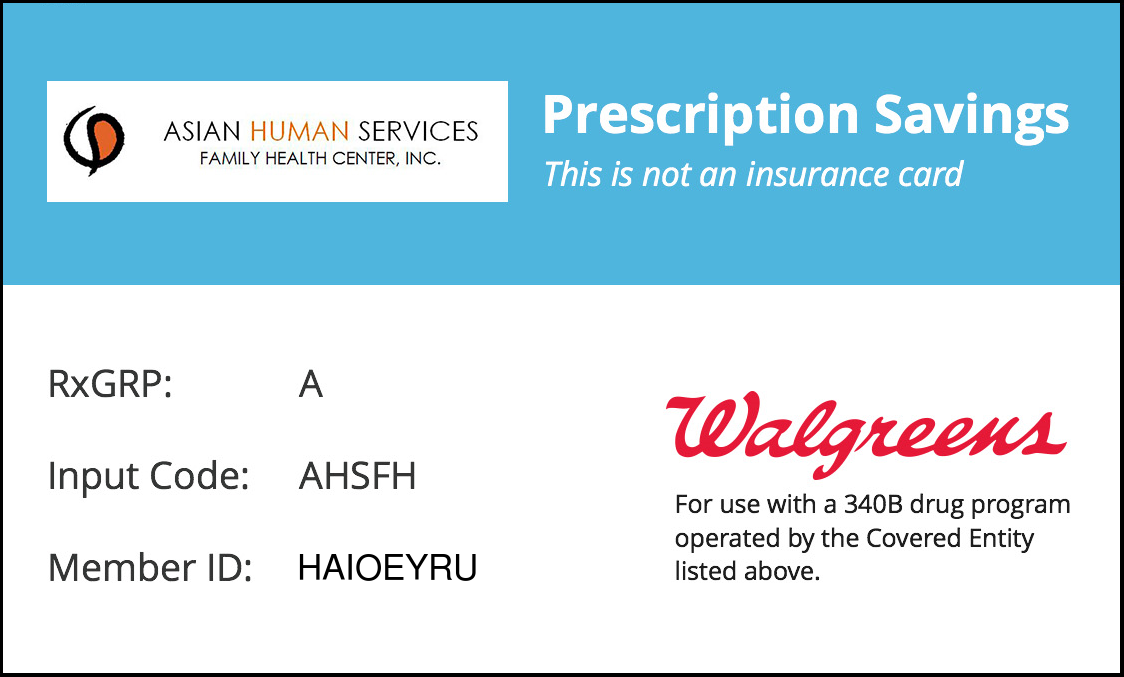 ASIAN HUMAN SERVICES
FAMILY HEALTH CENTER, INC.
Prescription Savings
This is not an insurance card
RxGRP: A
Input Code: AHSFH
Member ID: HAIOEYRU
Walgreens
For use with a 340B drug program
operated by the Covered Entity
listed above.